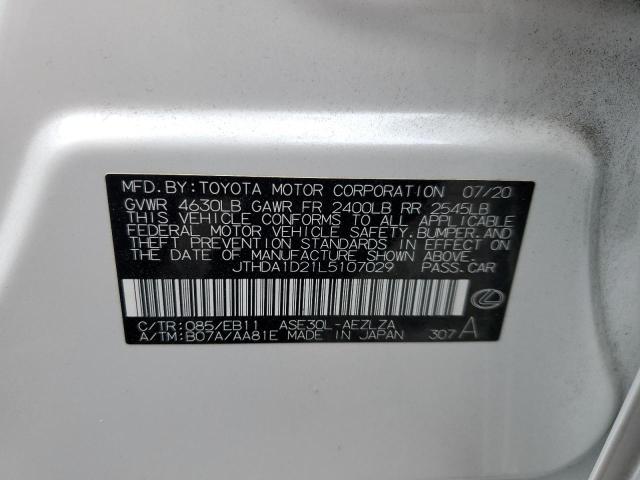 MFD. BY: TOYOTA MOTOR CORPORATION 07/20
GVWR 4630LB GAWR FR 2400LB RR 2545LB
THIS VEHICLE CONFORMS TO ALL APPLICABLE
FEDERAL MOTOR VEHICLE SAFETY, BUMPER, AND
THEFT PREVENTION STANDARDS IN EFFECT ON
THE DATE OF MANUFACTURE SHOWN ABOVE.
JTHDA1D21L5107029 PASS. CAR
C/TR: 085/EB11 ASE30L-AEZLZA
A/TM: B07A/AA81E MADE IN JAPAN 307 A